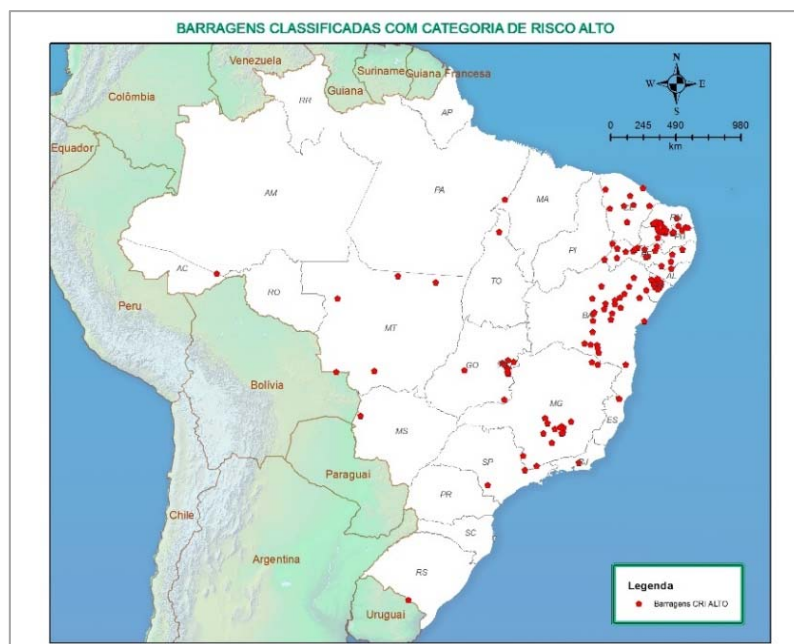 BARRAGENS CLASSIFICADAS COM CATEGORIA DE RISCO ALTO
Venezuela
Suriname
Guiana Francesa
Guiana
Colômbia
RR
AP
N
W
E
S
0 245 490 980
km
Equador
AM
PA
MA
PI
AC
RO
TO
AL
Peru
MT
BA
GO
Bolívia
MG
ES
MS
SP
RJ
Paraguai
PR
Chile
SC
Argentina
RS
Uruguai
Legenda
Barragens CRI ALTO